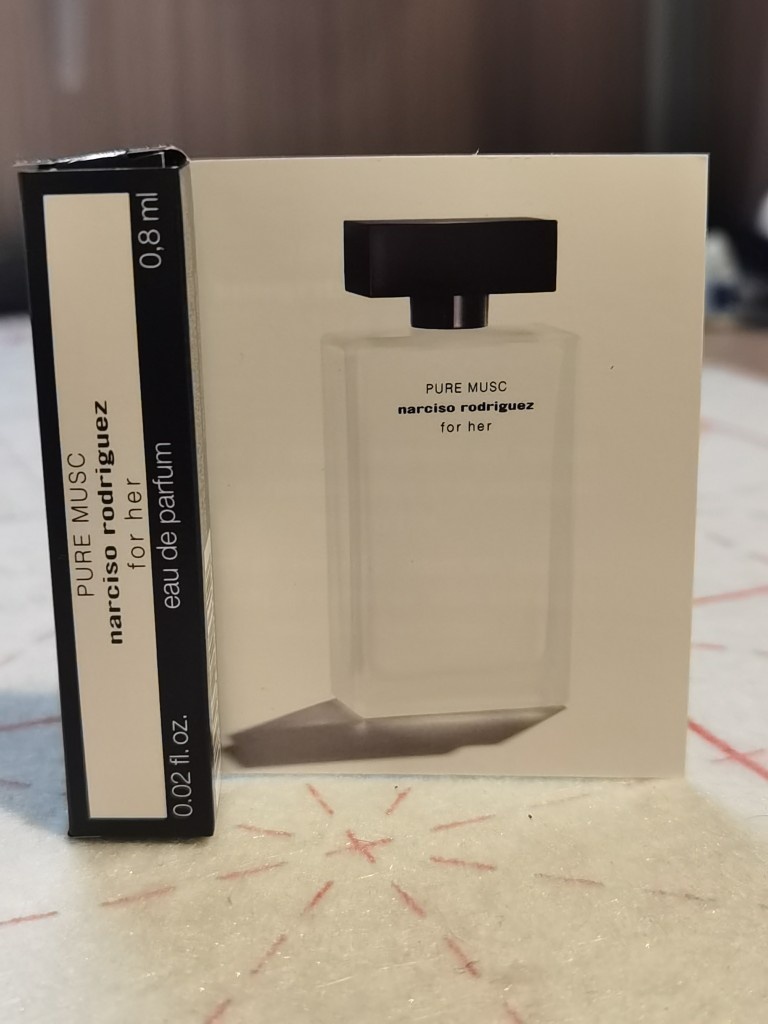 PURE MUSC
narciso rodriguez
for her
eau de parfum
0.02 fl. oz.
0,8 ml
PURE MUSC
narciso rodriguez
for her